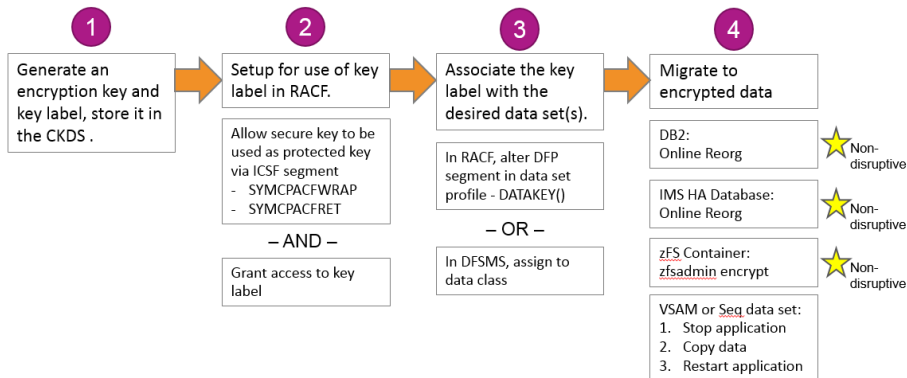 1
Generate an
encryption key and
key label, store it in
the CKDS .
2
Setup for use of key
label in RACF.
Allow secure key to be
used as protected key
via ICSF segment
- SYMCPACFWRAP
- SYMCPACFRET
– AND –
Grant access to key
label
3
Associate the key
label with the
desired data set(s).
In RACF, alter DFP
segment in data set
profile - DATAKEY()
– OR –
In DFSMS, assign to
data class
4
Migrate to
encrypted data
DB2:
Online Reorg
Non-
disruptive
IMS HA Database:
Online Reorg
Non-
disruptive
zFS Container:
zfsadmin encrypt
Non-
disruptive
VSAM or Seq data set:
1. Stop application
2. Copy data
3. Restart application